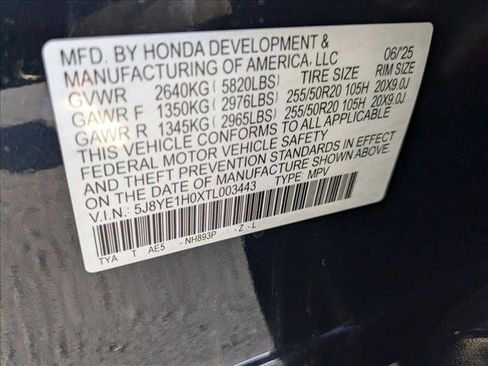 MFD. BY HONDA DEVELOPMENT &
MANUFACTURING OF AMERICA, LLC 06/'25
GVWR 2640KG (5820LBS) TIRE SIZE RIM SIZE
GAWR F 1350KG (2976LBS) 255/50R20 105H 20X9.0J
GAWR R 1345KG (2965LBS) 255/50R20 105H 20X9.0J
THIS VEHICLE CONFORMS TO ALL APPLICABLE
FEDERAL MOTOR VEHICLE SAFETY, BUMPER,
AND THEFT PREVENTION STANDARDS IN EFFECT
ON THE DATE OF MANUFACTURE SHOWN ABOVE.
V.I.N.: 5J8YE1H0XTL003443 TYPE: MPV
TYA T AE5 -NH893P -Z-L